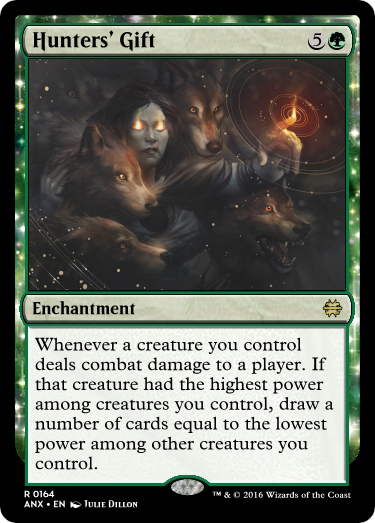 Hunters' Gift 5
Enchantment
Whenever a creature you control
deals combat damage to a player. If
that creature had the highest power
among creatures you control, draw a
number of cards equal to the lowest
power among other creatures you
control.
R 0164
ANX • EN JULIE DILLON
™ & © 2016 Wizards of the Coast